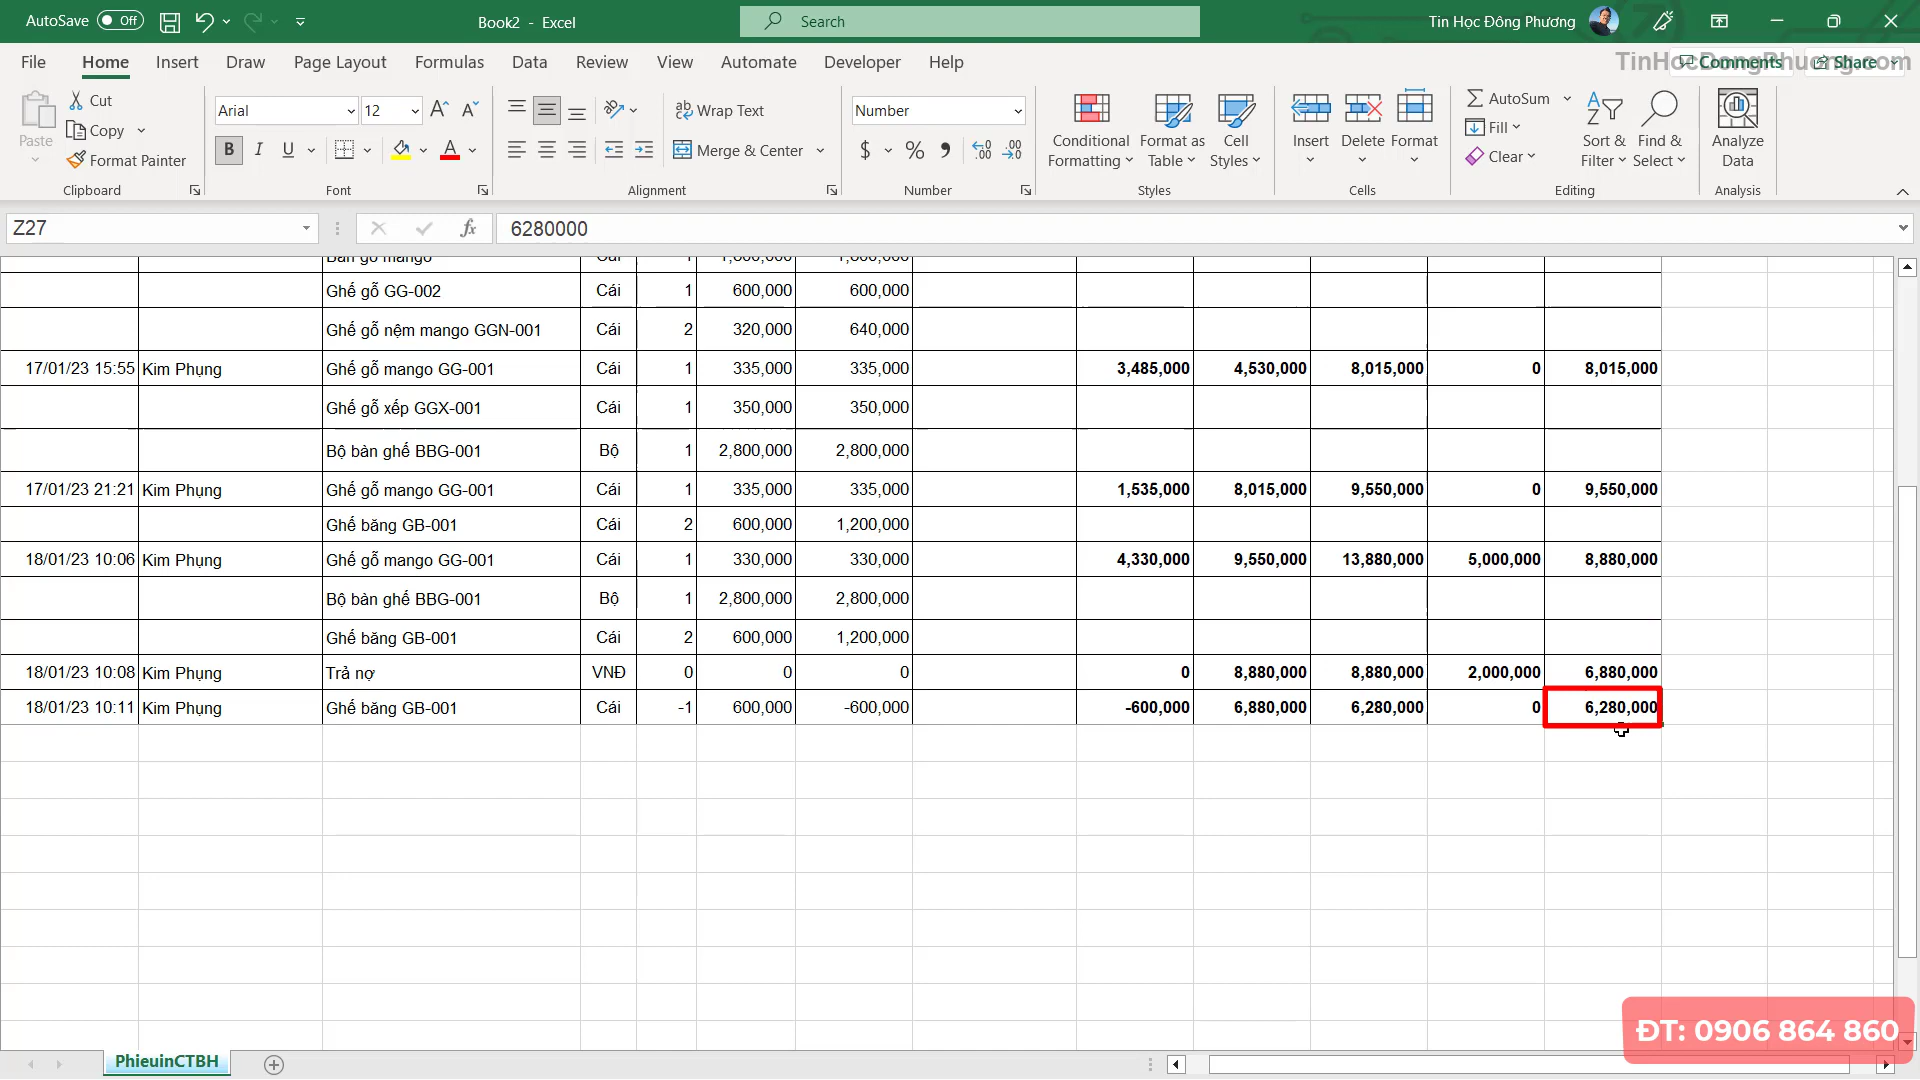 AutoSave Off Book2 - Excel Search Tin Học Đông Phương
File Home Insert Draw Page Layout Formulas Data Review View Automate Developer Help Comments Share
TinHocDongPhuong.com
Paste Cut Copy Format Painter Clipboard
Arial 12 B I U Font
Wrap Text Merge & Center Alignment
Number $ % Number
Conditional Formatting Format as Table Cell Styles Styles
Insert Delete Format Cells
AutoSum Fill Clear Sort & Filter Find & Select Editing
Analyze Data Analysis
Z27 fx 6280000
Ghế gỗ GG-002 Cái 1 600,000 600,000
Ghế gỗ nệm mango GGN-001 Cái 2 320,000 640,000
17/01/23 15:55 Kim Phụng Ghế gỗ mango GG-001 Cái 1 335,000 335,000 3,485,000 4,530,000 8,015,000 0 8,015,000
Ghế gỗ xếp GGX-001 Cái 1 350,000 350,000
Bộ bàn ghế BBG-001 Bộ 1 2,800,000 2,800,000
17/01/23 21:21 Kim Phụng Ghế gỗ mango GG-001 Cái 1 335,000 335,000 1,535,000 8,015,000 9,550,000 0 9,550,000
Ghế băng GB-001 Cái 2 600,000 1,200,000
18/01/23 10:06 Kim Phụng Ghế gỗ mango GG-001 Cái 1 330,000 330,000 4,330,000 9,550,000 13,880,000 5,000,000 8,880,000
Bộ bàn ghế BBG-001 Bộ 1 2,800,000 2,800,000
Ghế băng GB-001 Cái 2 600,000 1,200,000
18/01/23 10:08 Kim Phụng Trả nợ VNĐ 0 0 0 0 8,880,000 8,880,000 2,000,000 6,880,000
18/01/23 10:11 Kim Phụng Ghế băng GB-001 Cái -1 600,000 -600,000 -600,000 6,880,000 6,280,000 0 6,280,000
ĐT: 0906 864 860
PhieuinCTBH